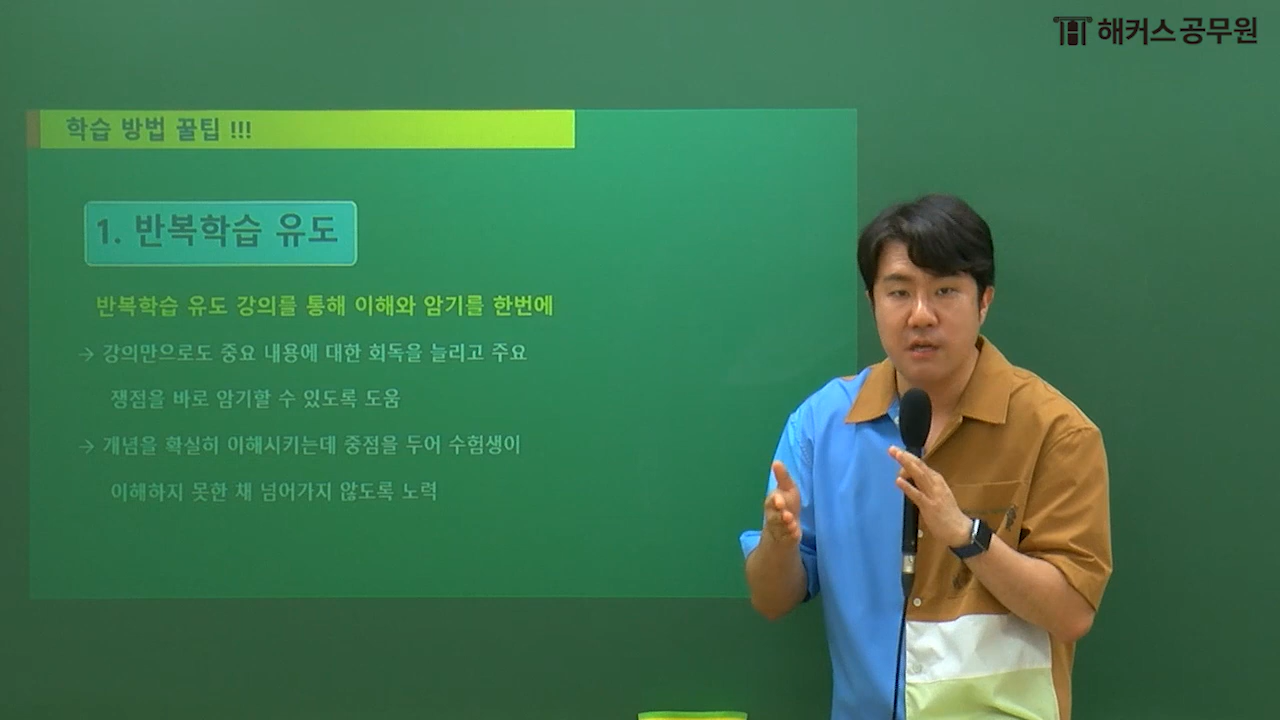 해커스공무원
학습 방법 꿀팁 !!!
1. 반복학습 유도
반복학습 유도 강의를 통해 이해와 암기를 한번에
→ 강의만으로도 중요 내용에 대한 회독을 늘리고 주요
쟁점을 바로 암기할 수 있도록 도움
→ 개념을 확실히 이해시키는데 중점을 두어 수험생이
이해하지 못한 채 넘어가지 않도록 노력